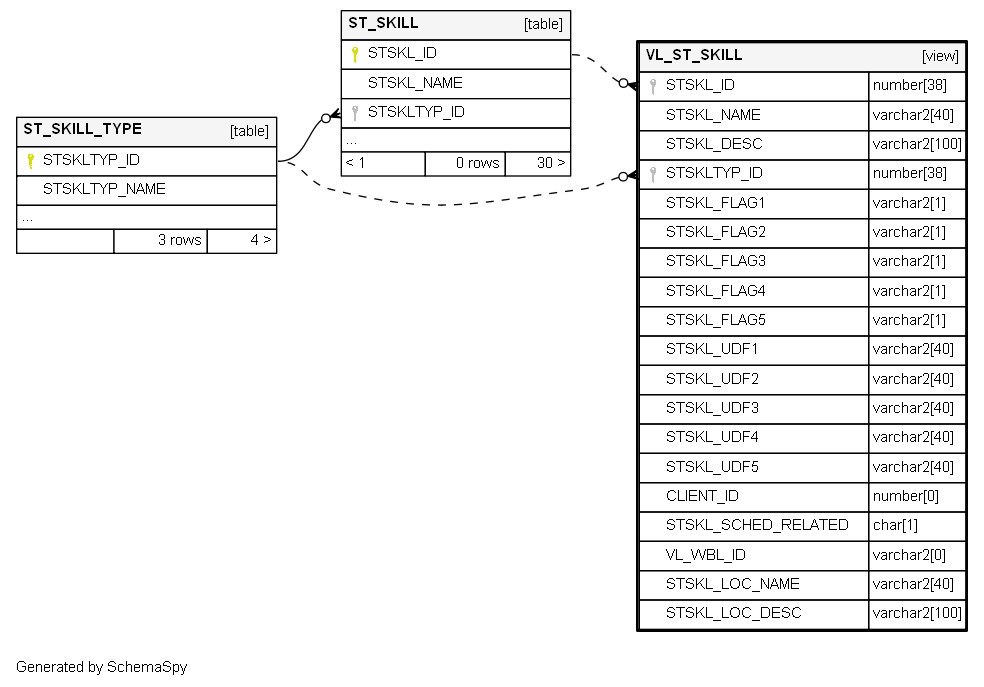 ST_SKILL [table]
STSKL_ID
STSKL_NAME
STSKLTYP_ID
...
< 1 0 rows 30 >
ST_SKILL_TYPE [table]
STSKLTYP_ID
STSKLTYP_NAME
...
3 rows 4 >
VL_ST_SKILL [view]
STSKL_ID number[38]
STSKL_NAME varchar2[40]
STSKL_DESC varchar2[100]
STSKLTYP_ID number[38]
STSKL_FLAG1 varchar2[1]
STSKL_FLAG2 varchar2[1]
STSKL_FLAG3 varchar2[1]
STSKL_FLAG4 varchar2[1]
STSKL_FLAG5 varchar2[1]
STSKL_UDF1 varchar2[40]
STSKL_UDF2 varchar2[40]
STSKL_UDF3 varchar2[40]
STSKL_UDF4 varchar2[40]
STSKL_UDF5 varchar2[40]
CLIENT_ID number[0]
STSKL_SCHED_RELATED char[1]
VL_WBL_ID varchar2[0]
STSKL_LOC_NAME varchar2[40]
STSKL_LOC_DESC varchar2[100]
Generated by SchemaSpy